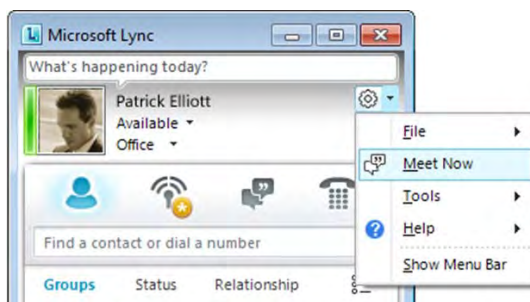 Microsoft Lync
What's happening today?
Patrick Elliott
Available
Office
File
Meet Now
Tools
Help
Show Menu Bar
Find a contact or dial a number
Groups Status Relationship